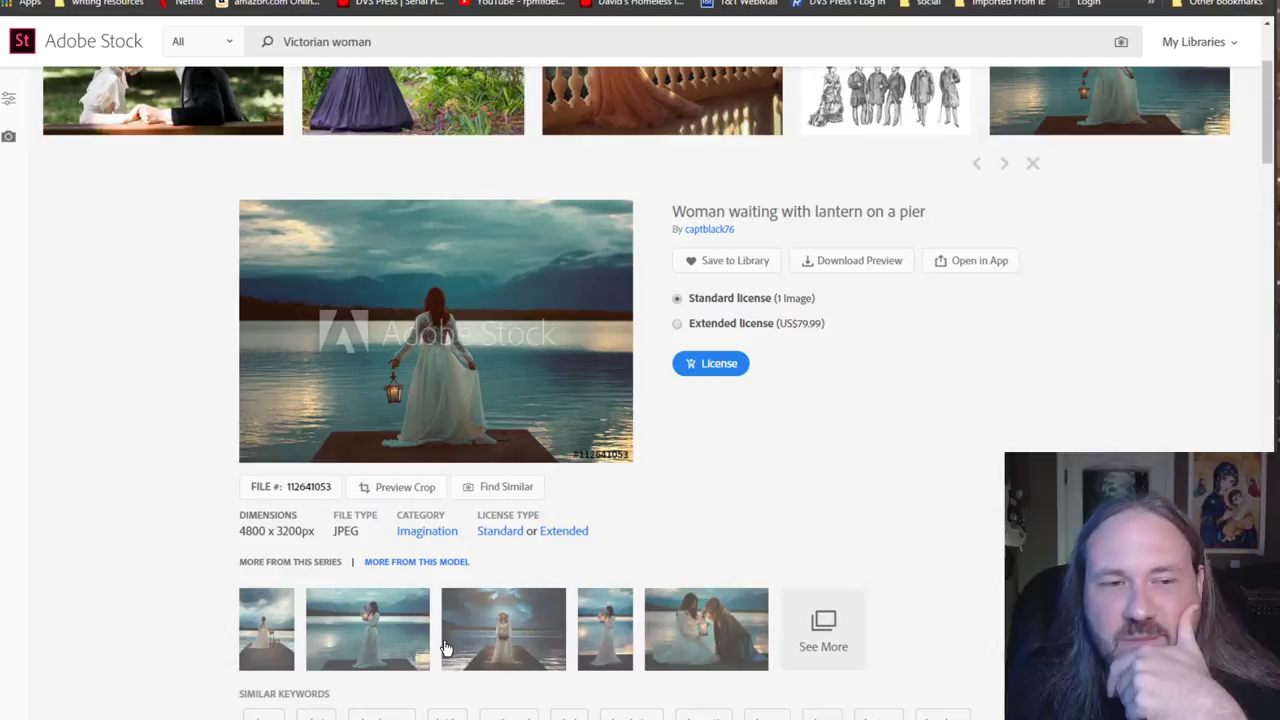 Apps writing resources Netflix amazon.com Onlin... DVS Press | Serial Fi... YouTube - rpmfidel... David's Homeless I... 1&1 WebMail DVS Press › Log In social Imported From IE Login » Other bookmarks
St Adobe Stock All Victorian woman My Libraries
Woman waiting with lantern on a pier
By captblack76
Save to Library Download Preview Open in App
Standard license (1 Image)
Extended license (US$79.99)
License
Adobe Stock
#112641053
FILE #: 112641053 Preview Crop Find Similar
DIMENSIONS FILE TYPE CATEGORY LICENSE TYPE
4800 x 3200px JPEG Imagination Standard or Extended
MORE FROM THIS SERIES | MORE FROM THIS MODEL
See More
SIMILAR KEYWORDS